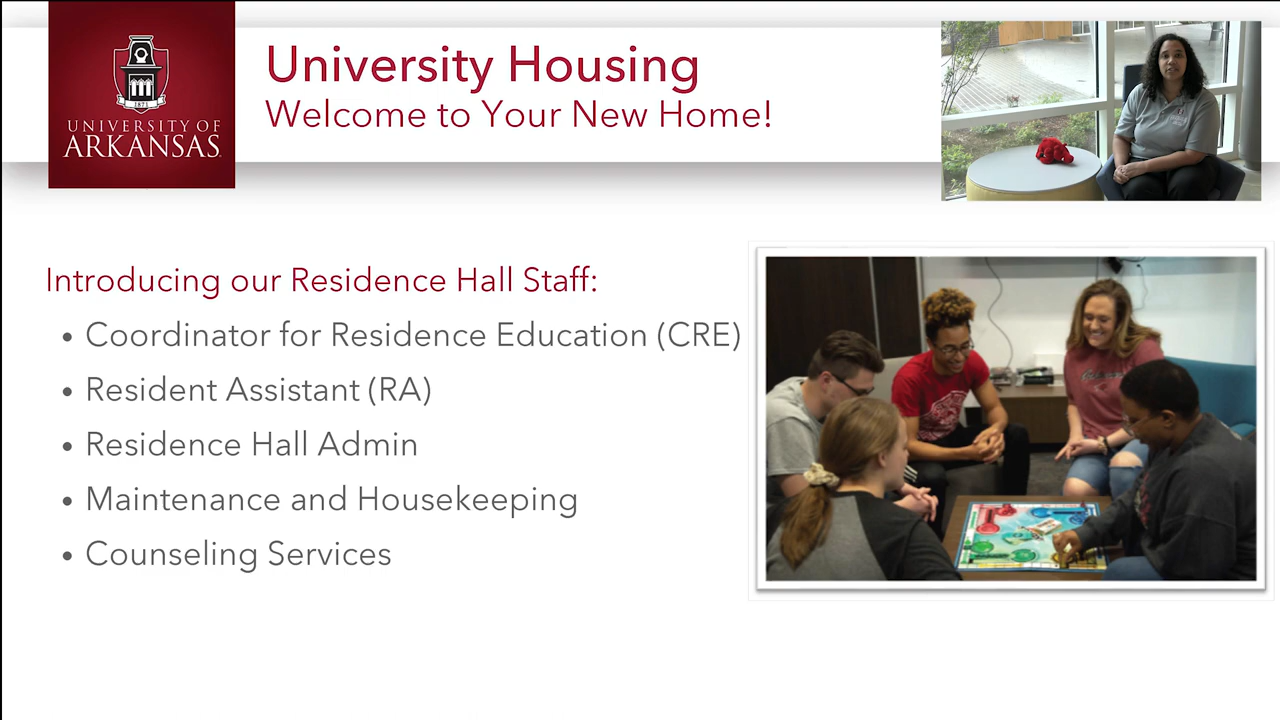 1871
UNIVERSITY OF
ARKANSAS
University Housing
Welcome to Your New Home!
Introducing our Residence Hall Staff:
• Coordinator for Residence Education (CRE)
• Resident Assistant (RA)
• Residence Hall Admin
• Maintenance and Housekeeping
• Counseling Services